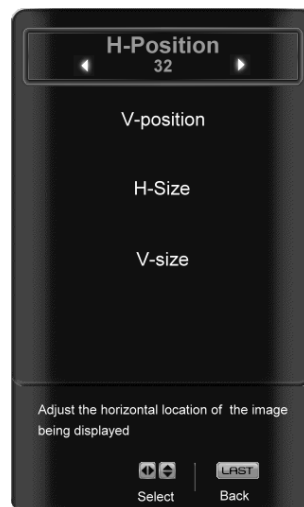 H-Position
32
V-position
H-Size
V-size
Adjust the horizontal location of the image
being displayed
LAST
Select Back